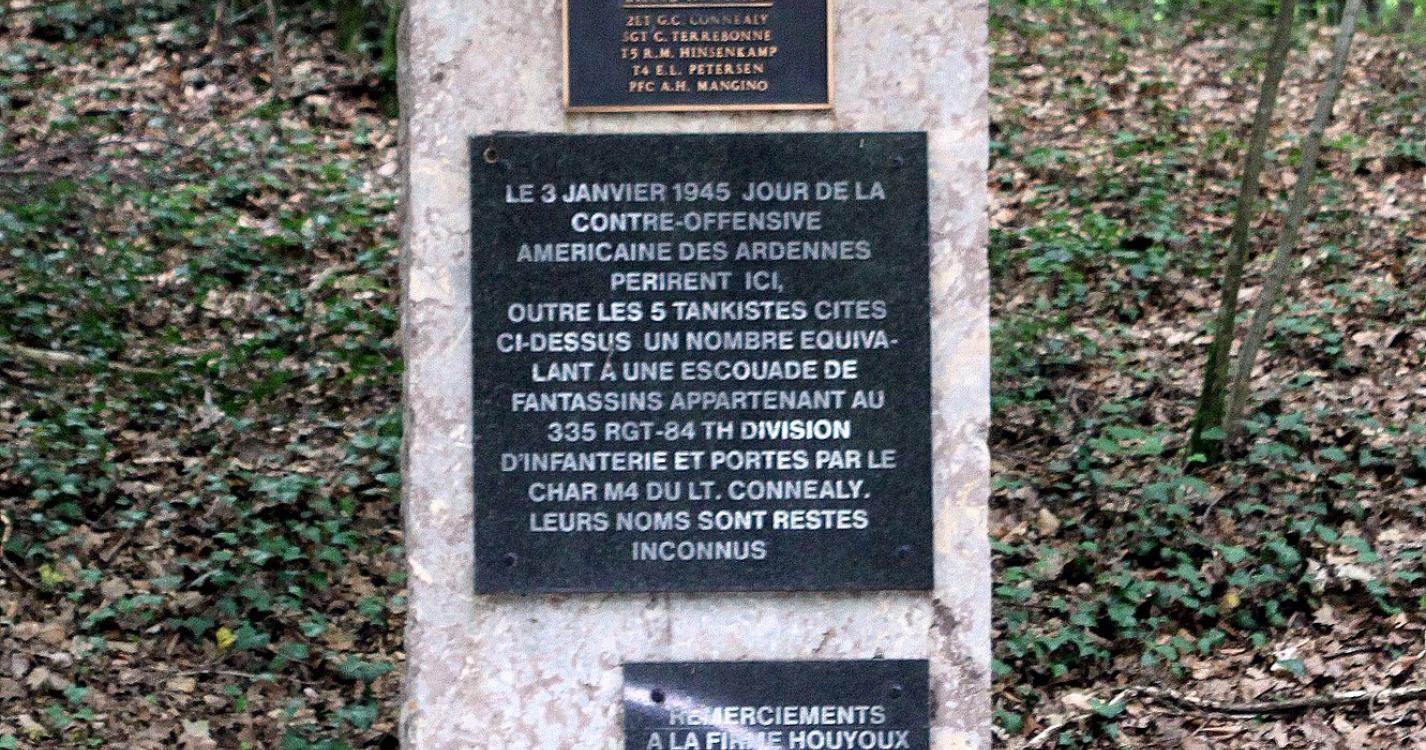 2LT G.C. CONNEALY
SGT C. TERREBONNE
T5 R.M. HINSENKAMP
T4 E.L. PETERSEN
PFC A.H. MANGINO
LE 3 JANVIER 1945 JOUR DE LA
CONTRE-OFFENSIVE
AMERICAINE DES ARDENNES
PERIRENT ICI,
OUTRE LES 5 TANKISTES CITES
CI-DESSUS UN NOMBRE EQUIVA-
LANT Á UNE ESCOUADE DE
FANTASSINS APPARTENANT AU
335 RGT-84 TH DIVISION
D'INFANTERIE ET PORTES PAR LE
CHAR M4 DU LT. CONNEALY.
LEURS NOMS SONT RESTES
INCONNUS
REMERCIEMENTS
A LA FIRME HOUYOUX